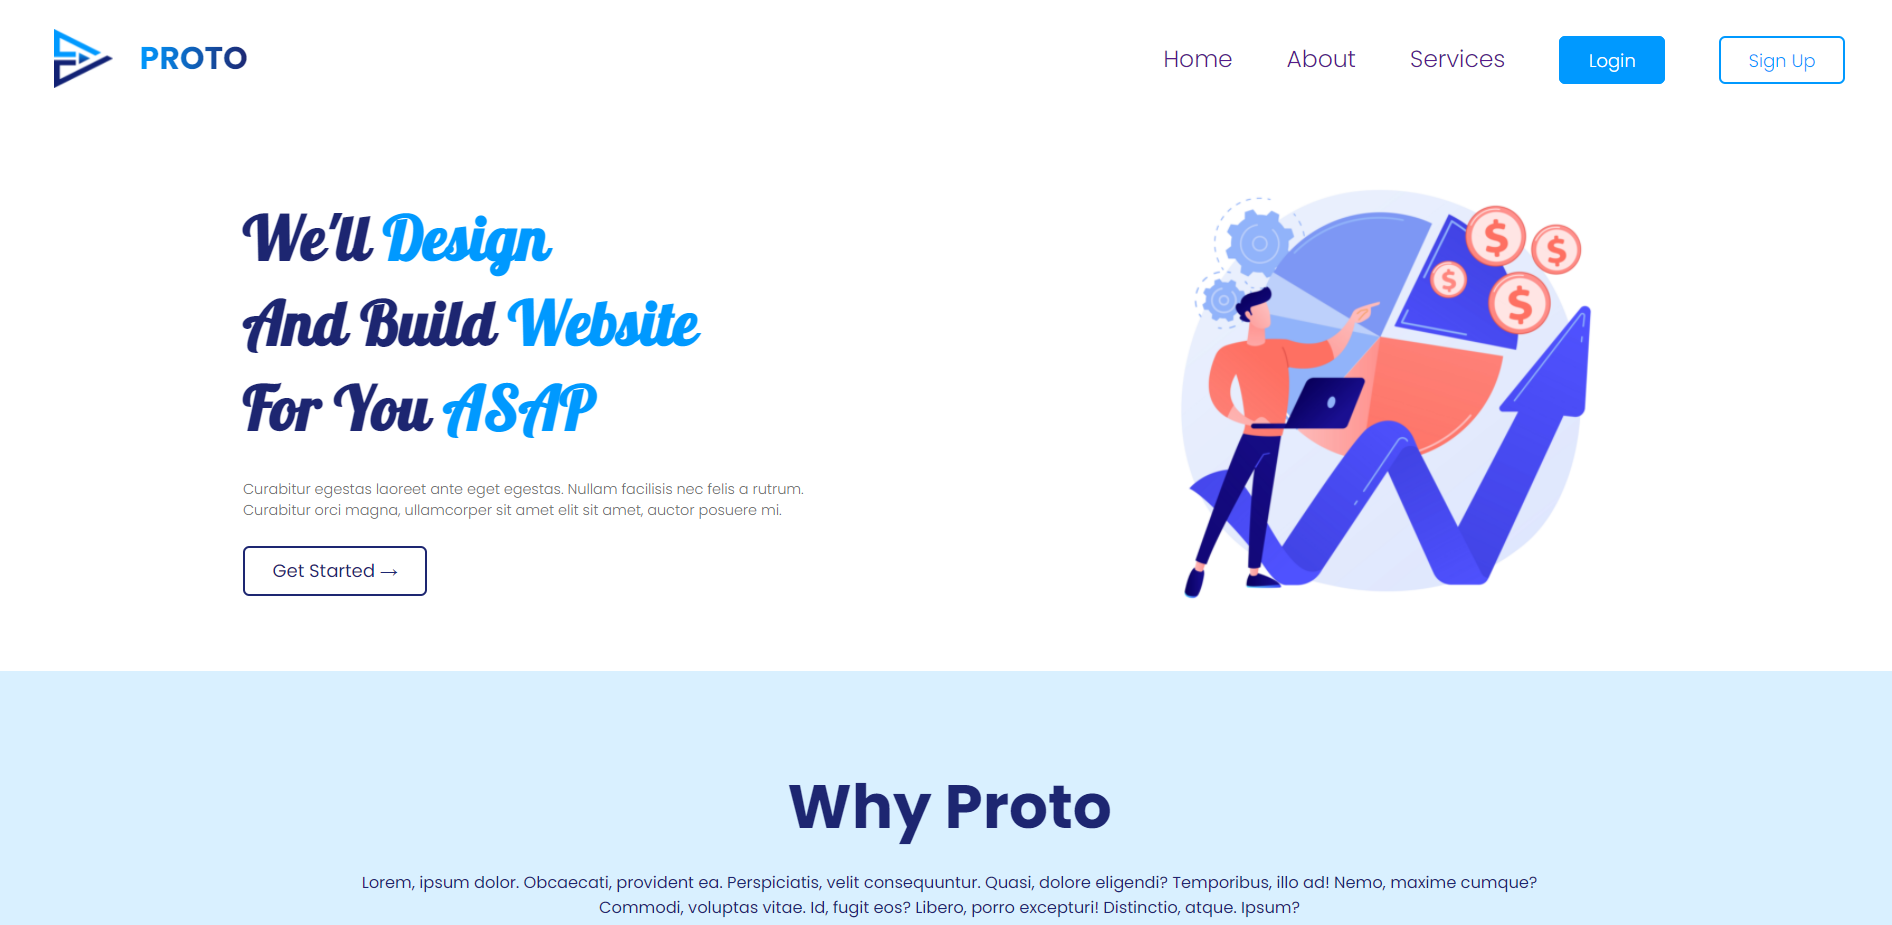 PROTO
Home
About
Services
Login
Sign Up
We'll Design
And Build Website
For You ASAP
$
$
$
$
Curabitur egestas laoreet ante eget egestas. Nullam facilisis nec felis a rutrum.
Curabitur orci magna, ullamcorper sit amet elit sit amet, auctor posuere mi.
Get Started →
Why Proto
Lorem, ipsum dolor. Obcaecati, provident ea. Perspiciatis, velit consequuntur. Quasi, dolore eligendi? Temporibus, illo ad! Nemo, maxime cumque?
Commodi, voluptas vitae. Id, fugit eos? Libero, porro excepturi! Distinctio, atque. Ipsum?